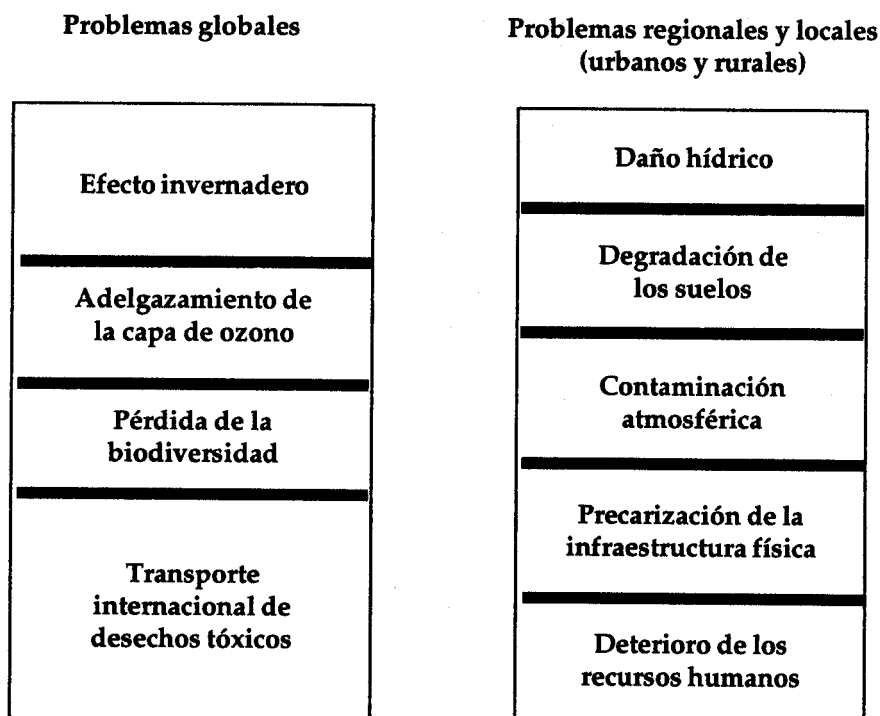 Problemas globales
Efecto invernadero
Adelgazamiento de
la capa de ozono
Pérdida de la
biodiversidad
Transporte
internacional de
desechos tóxicos
Problemas regionales y locales
(urbanos y rurales)
Daño hídrico
Degradación de
los suelos
Contaminación
atmosférica
Precarización de la
infraestructura física
Deterioro de los
recursos humanos